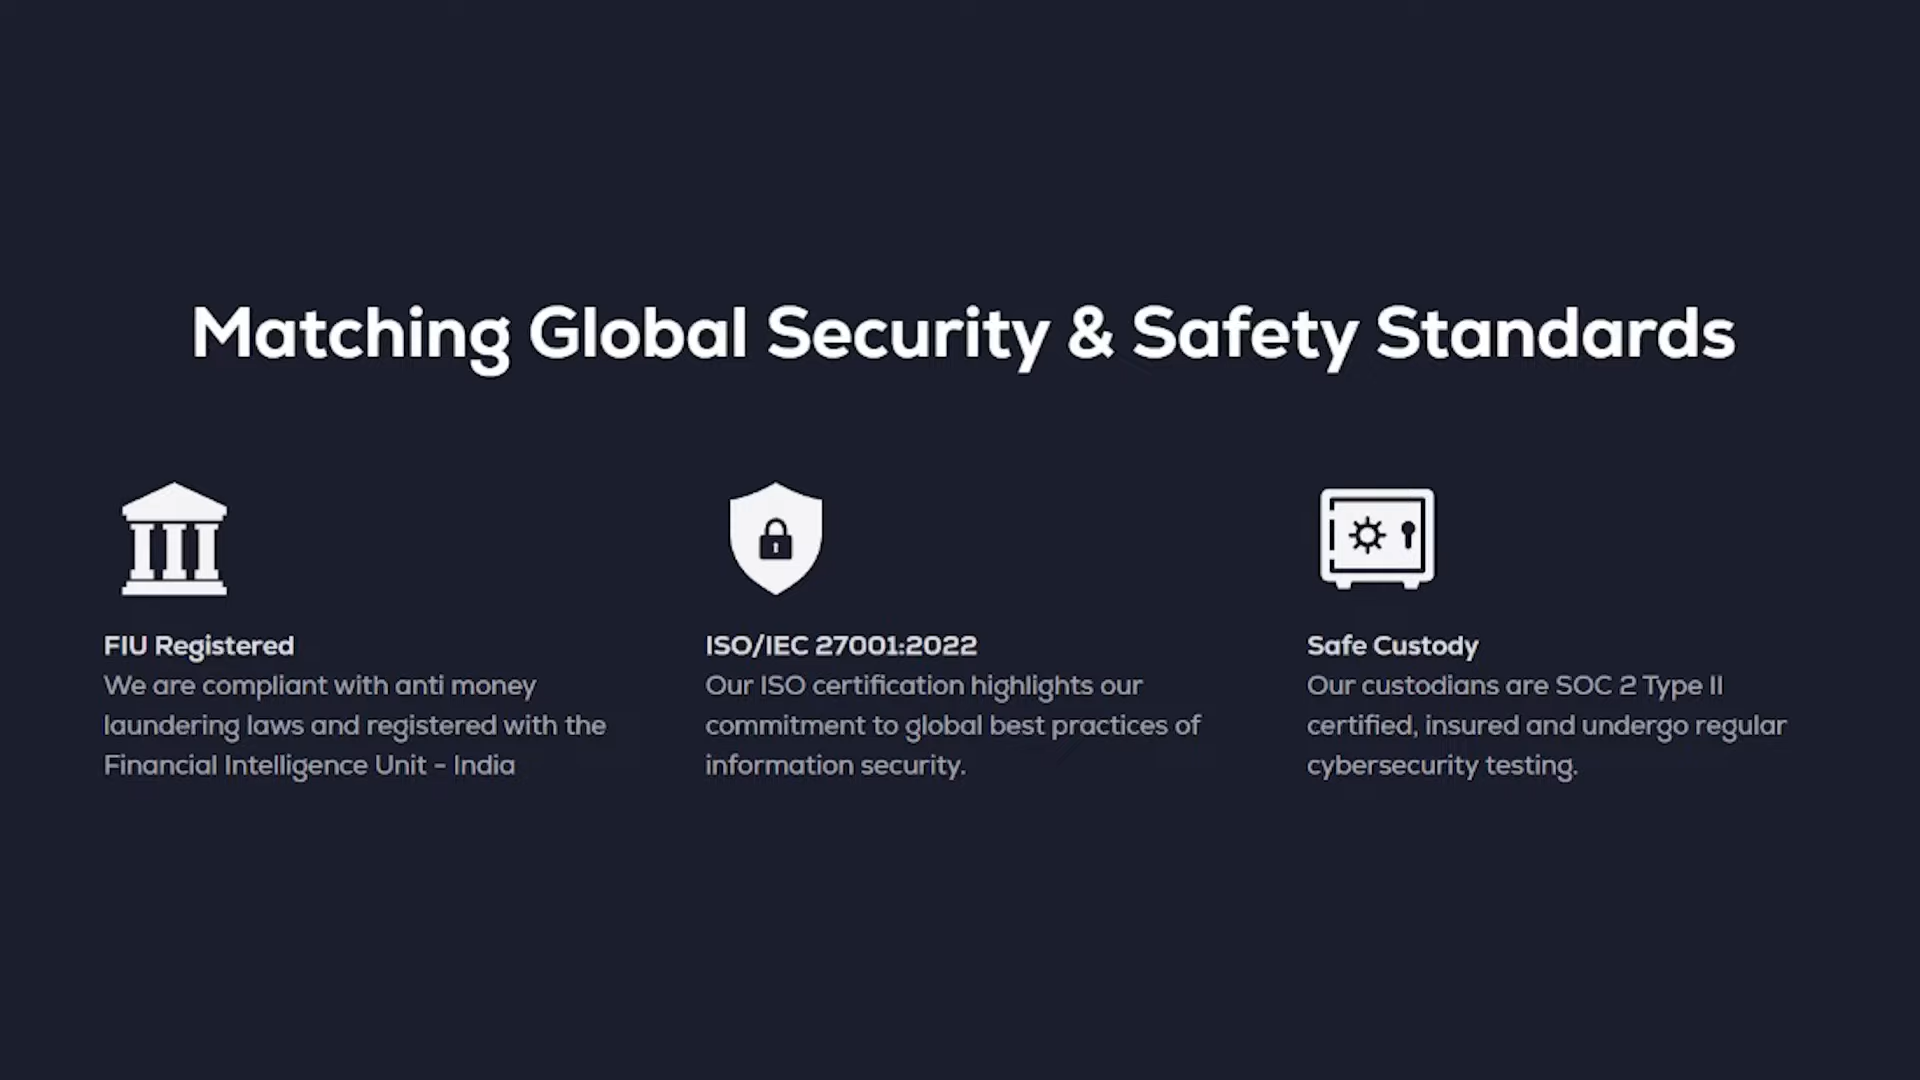 Matching Global Security & Safety Standards
FIU Registered
We are compliant with anti money
laundering laws and registered with the
Financial Intelligence Unit - India
ISO/IEC 27001:2022
Our ISO certification highlights our
commitment to global best practices of
information security.
Safe Custody
Our custodians are SOC 2 Type II
certified, insured and undergo regular
cybersecurity testing.